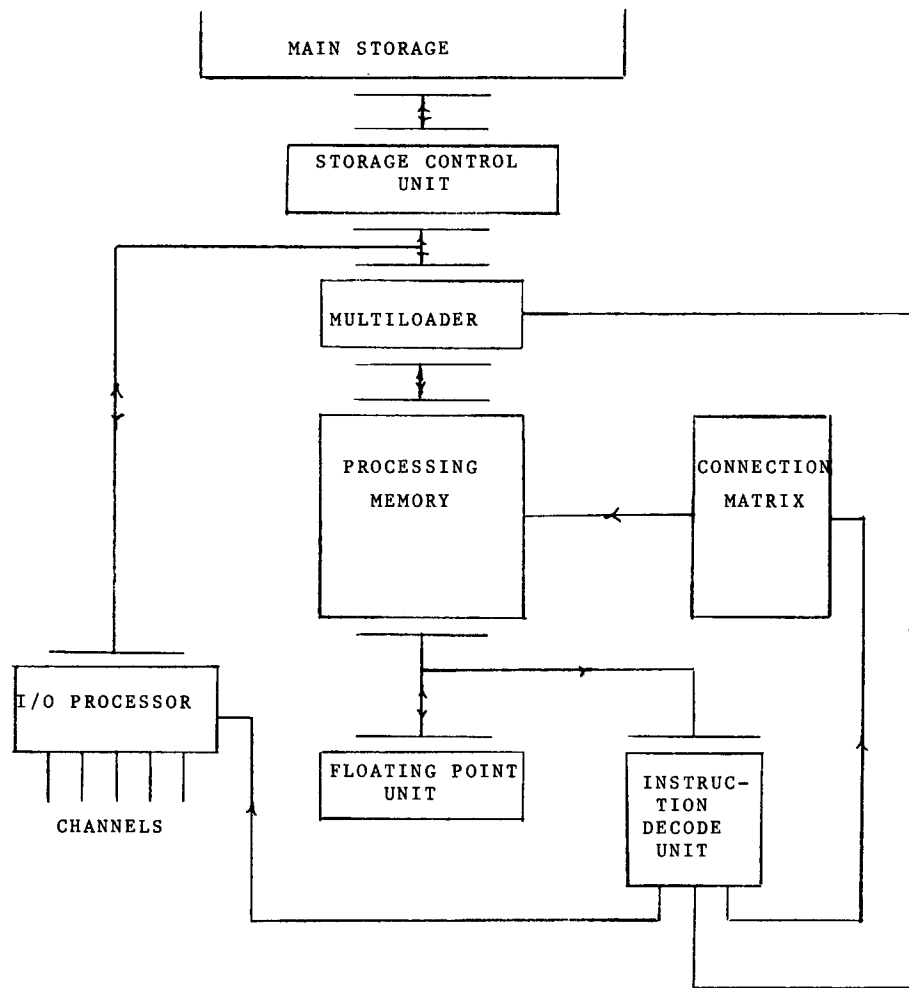 MAIN STORAGE
STORAGE CONTROL
UNIT
MULTILOADER
PROCESSING
MEMORY
CONNECTION
MATRIX
I/O PROCESSOR
CHANNELS
FLOATING POINT
UNIT
INSTRUC-
TION
DECODE
UNIT